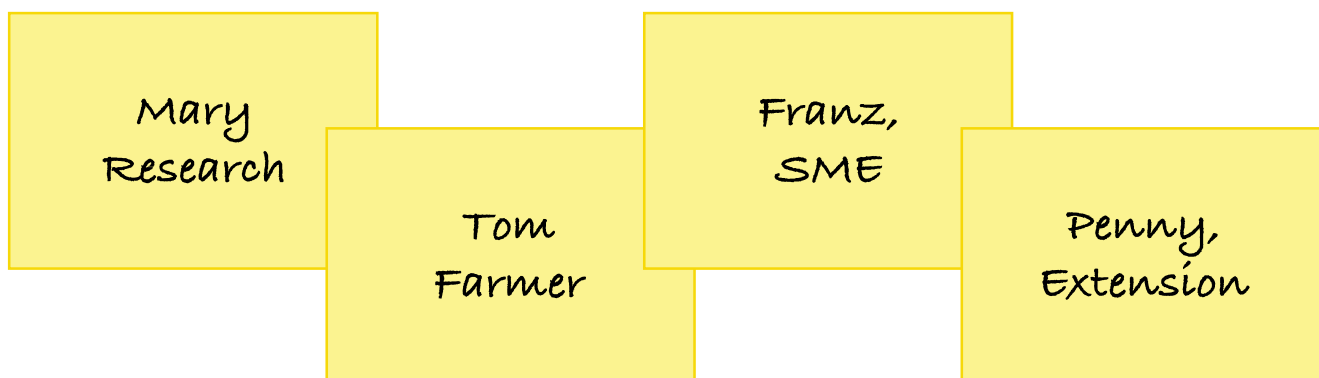 Mary
Research
Tom
Farmer
Franz,
SME
Penny,
Extension